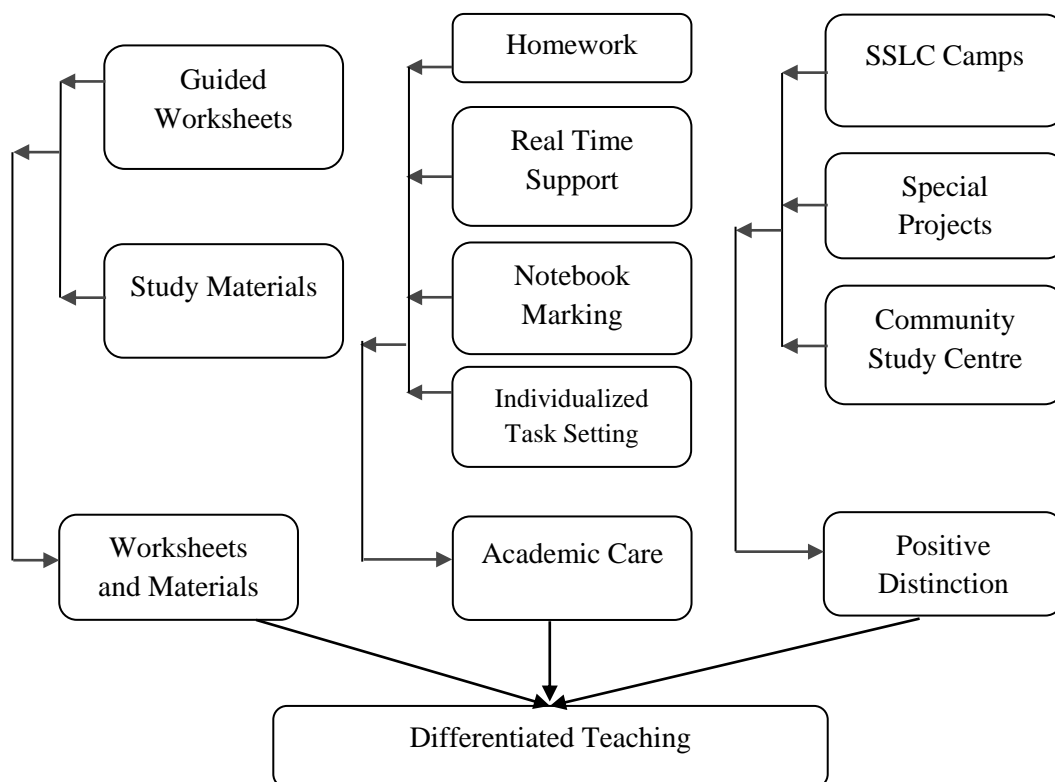 Guided
Worksheets
Study Materials
Worksheets
and Materials
Homework
Real Time
Support
Notebook
Marking
Individualized
Task Setting
Academic Care
SSLC Camps
Special
Projects
Community
Study Centre
Positive
Distinction
Differentiated Teaching